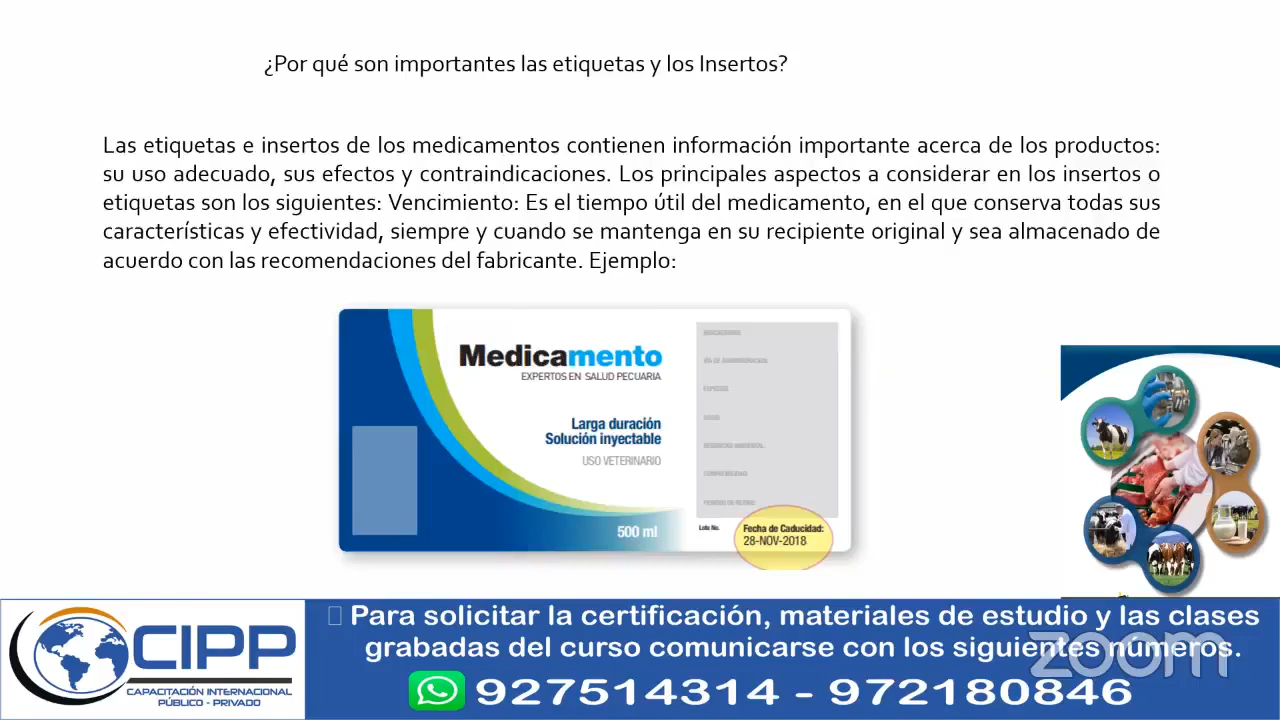 ¿Por qué son importantes las etiquetas y los Insertos?
Las etiquetas e insertos de los medicamentos contienen información importante acerca de los productos:
su uso adecuado, sus efectos y contraindicaciones. Los principales aspectos a considerar en los insertos o
etiquetas son los siguientes: Vencimiento: Es el tiempo útil del medicamento, en el que conserva todas sus
características y efectividad, siempre y cuando se mantenga en su recipiente original y sea almacenado de
acuerdo con las recomendaciones del fabricante. Ejemplo:
Medicamento
EXPERTOS EN SALUD PECUARIA
Larga duración
Solución inyectable
USO VETERINARIO
500 ml
Lote No.
Fecha de Caducidad:
28-NOV-2018
CIPP
CAPACITACIÓN INTERNACIONAL
PÚBLICO - PRIVADO
Para solicitar la certificación, materiales de estudio y las clases
grabadas del curso comunicarse con los siguientes números.
927514314 - 972180846
zoom